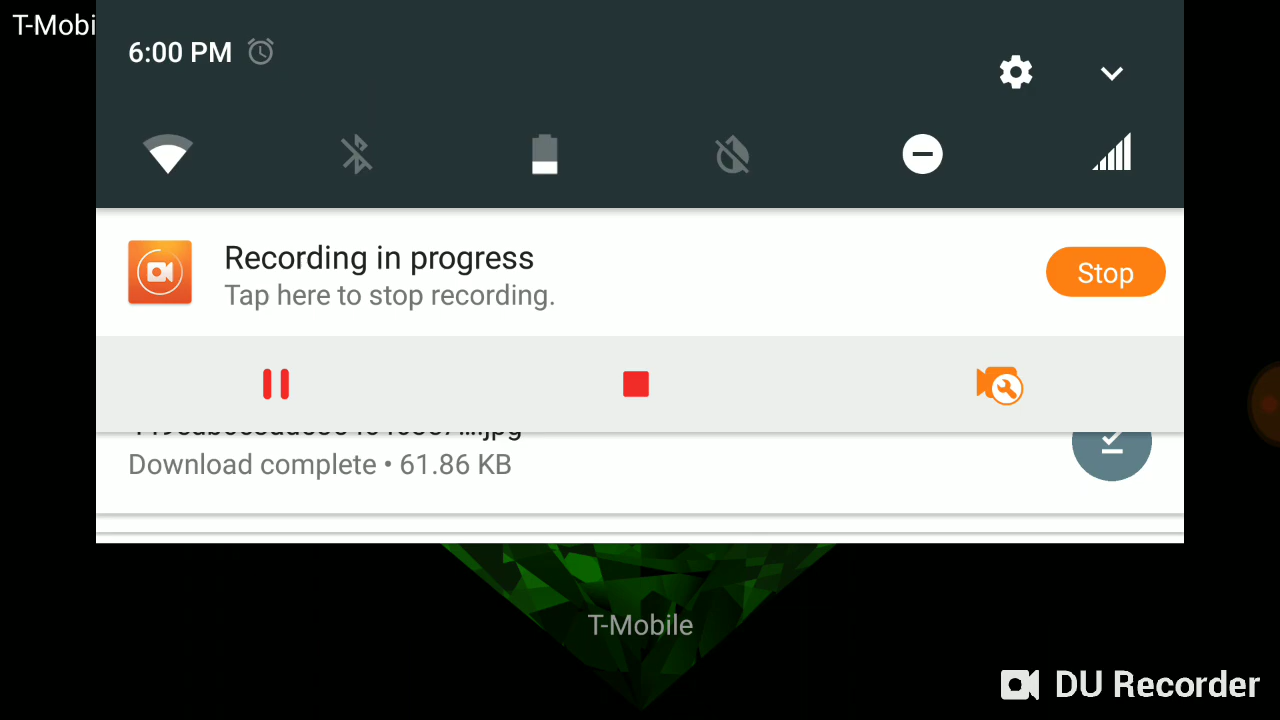 T-Mobi
6:00 PM
Recording in progress
Tap here to stop recording.
Stop
Download complete • 61.86 KB
T-Mobile
DU Recorder